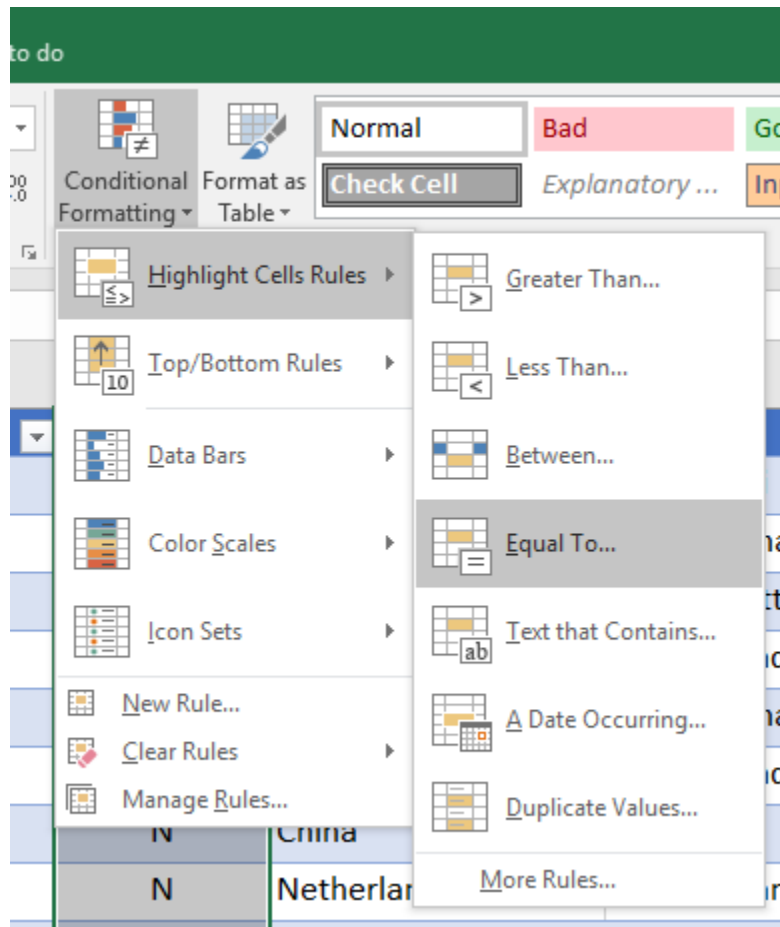 to do
Normal
Bad
Conditional Formatting
Format as Table
Check Cell
Explanatory ...
Highlight Cells Rules
Top/Bottom Rules
Data Bars
Color Scales
Icon Sets
New Rule...
Clear Rules
Manage Rules...
Greater Than...
Less Than...
Between...
Equal To...
Text that Contains...
A Date Occurring...
Duplicate Values...
More Rules...
N China
N